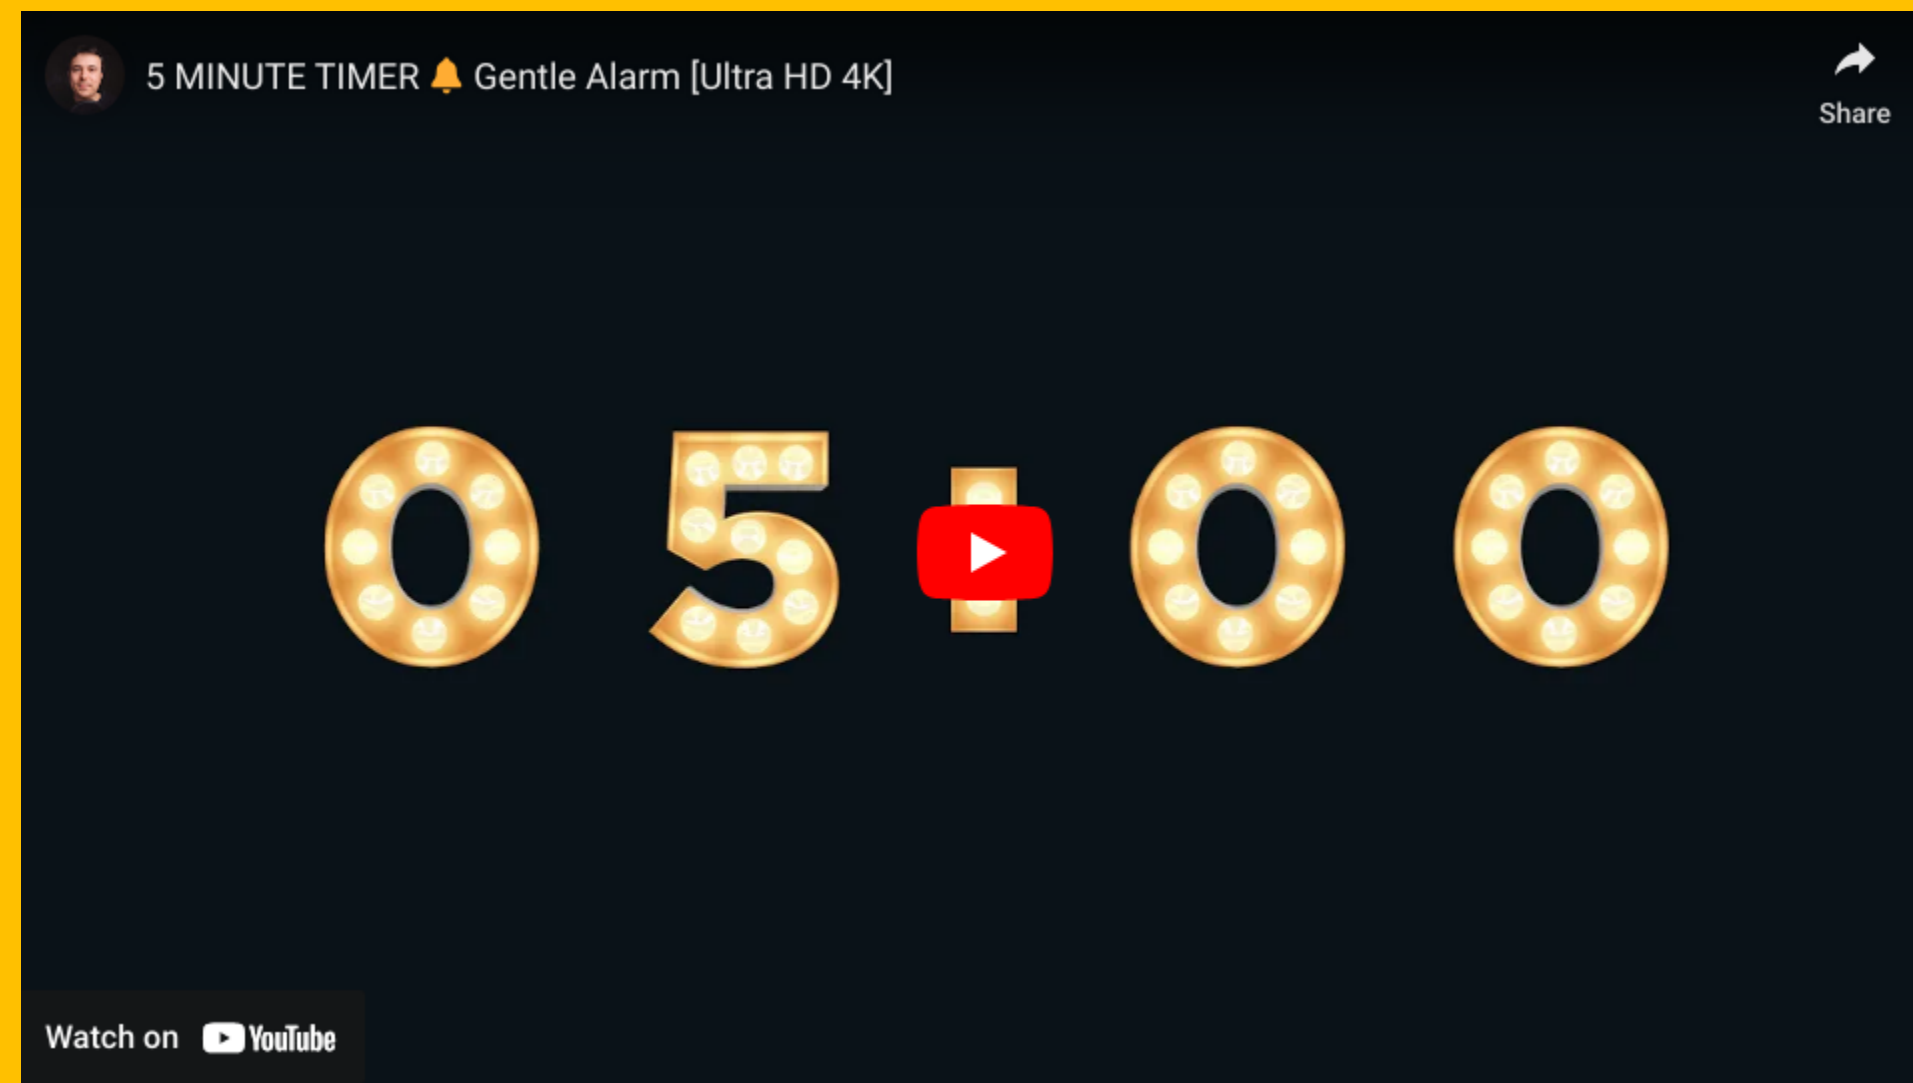 5 MINUTE TIMER 🔔 Gentle Alarm [Ultra HD 4K]
Share
05:00
Watch on YouTube